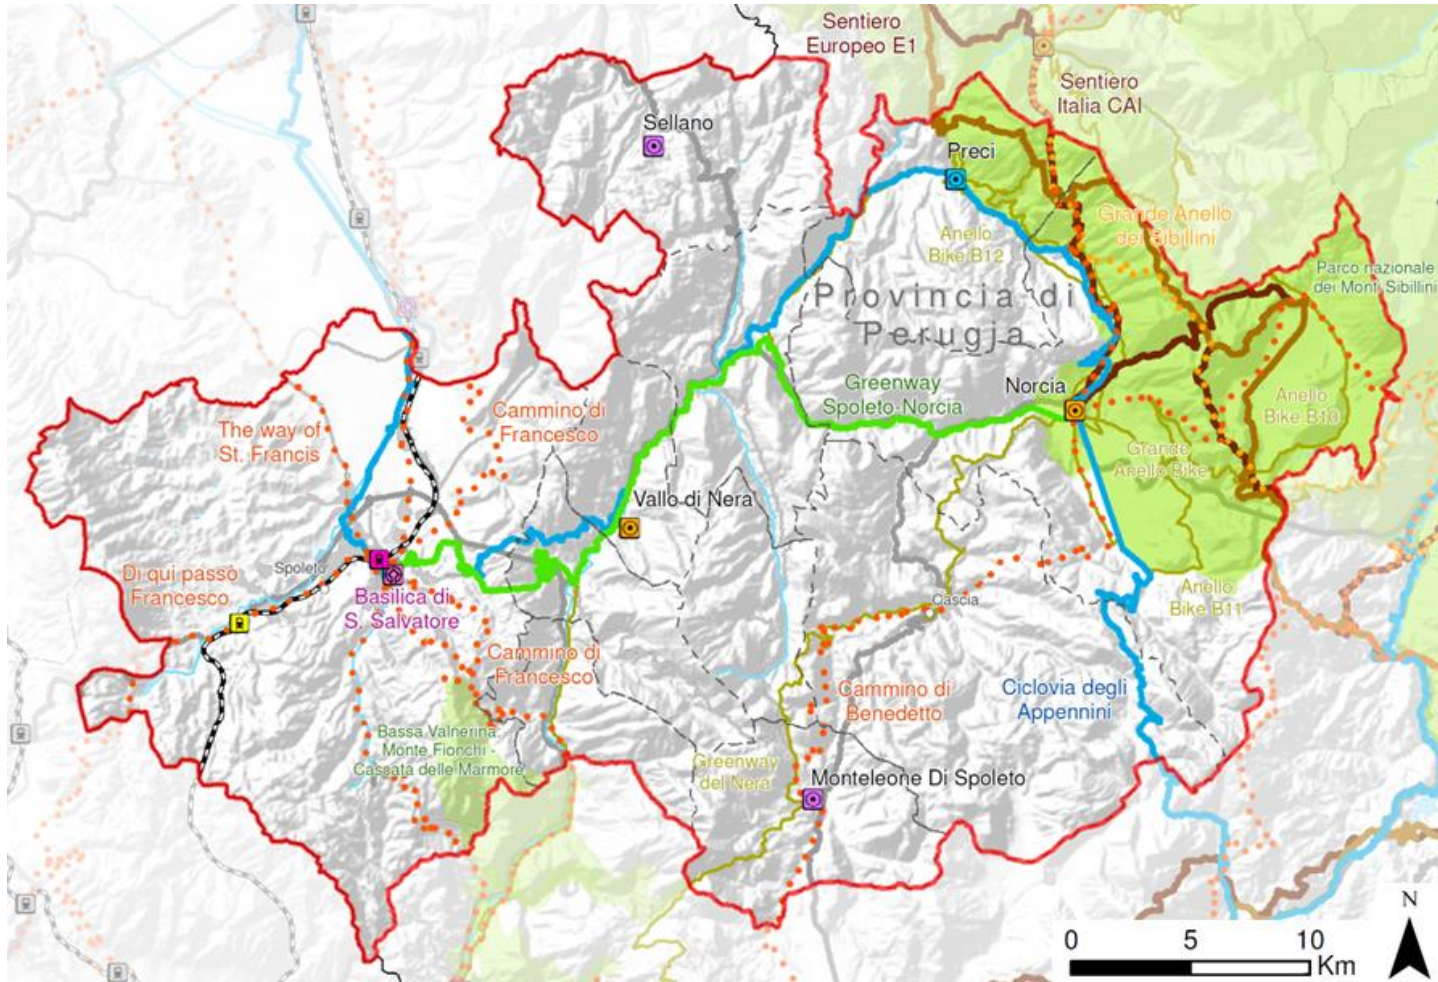 Sentiero
Europeo E1
Sentiero
Italia CAI
Sellano
Preci
Grande Anello
dei Sibillini
Anello
Bike B12
Parco nazionale
dei Monti Sibillini
Provincia di
Perugia
Norcia
Greenway
Spoleto-Norcia
Anello
Bike B10
Cammino di
Francesco
The way of
St. Francis
Grande
Anello Bike
Vallo di Nera
Spoleto
Di qui passò
Francesco
Basilica di
S. Salvatore
Anello
Bike B11
Cascia
Cammino di
Francesco
Cammino di
Benedetto
Ciclovia degli
Appennini
Bassa Valnerina,
Monte Fionchi -
Cascata delle Marmore
Greenway
del Nera
Monteleone Di Spoleto
N
0 5 10
Km